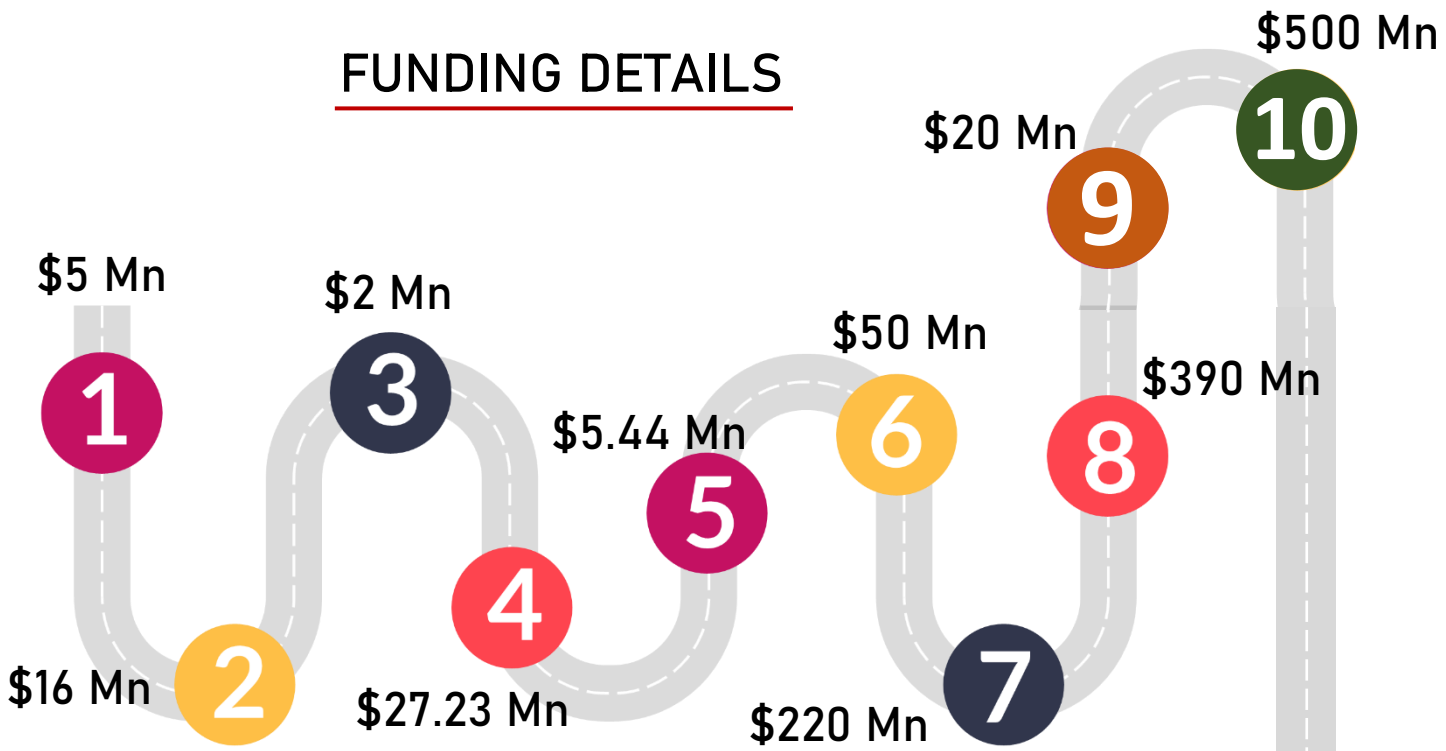 FUNDING DETAILS
$5 Mn
1
$16 Mn
2
$2 Mn
3
4
$27.23 Mn
$5.44 Mn
5
$50 Mn
6
$220 Mn
7
$390 Mn
8
$20 Mn
9
$500 Mn
10